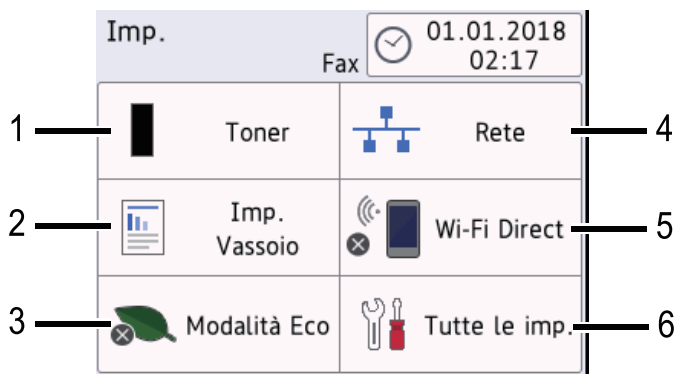 Imp.
Fax
01.01.2018
02:17
1
Toner
Rete
4
2
Imp.
Vassoio
Wi-Fi Direct
5
3
Modalità Eco
Tutte le imp.
6